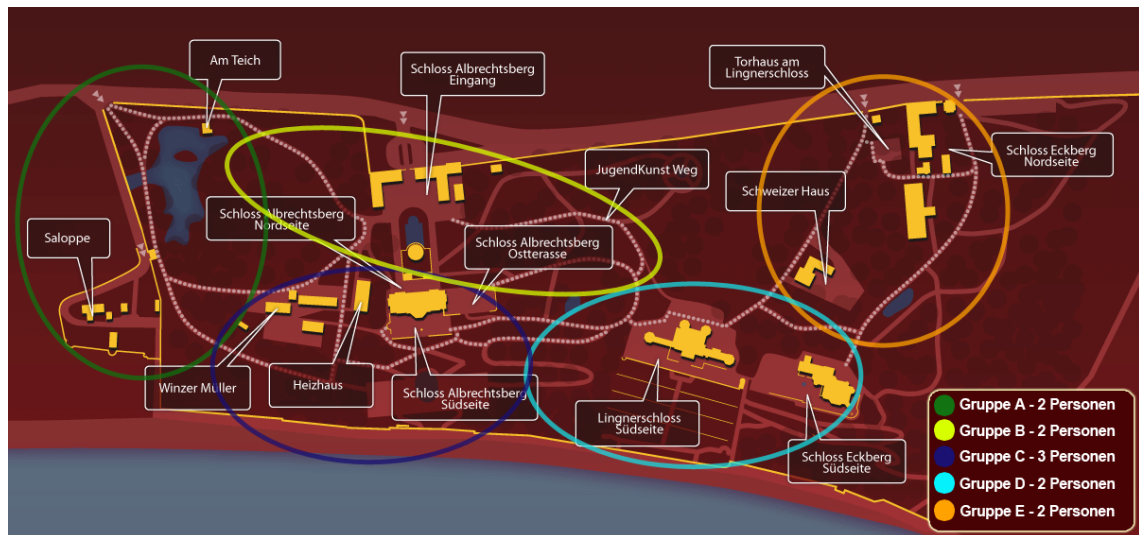 Am Teich
Schloss Albrechtsberg
Eingang
Torhaus am
Lingnerschloss
Schloss Eckberg
Nordseite
JugendKunst Weg
Schweizer Haus
Schloss Albrechtsberg
Nordseite
Saloppe
Schloss Albrechtsberg
Ostterasse
Winzer Müller
Heizhaus
Schloss Albrechtsberg
Südseite
Lingnerschloss
Südseite
Schloss Eckberg
Südseite
Gruppe A - 2 Personen
Gruppe B - 2 Personen
Gruppe C - 3 Personen
Gruppe D - 2 Personen
Gruppe E - 2 Personen